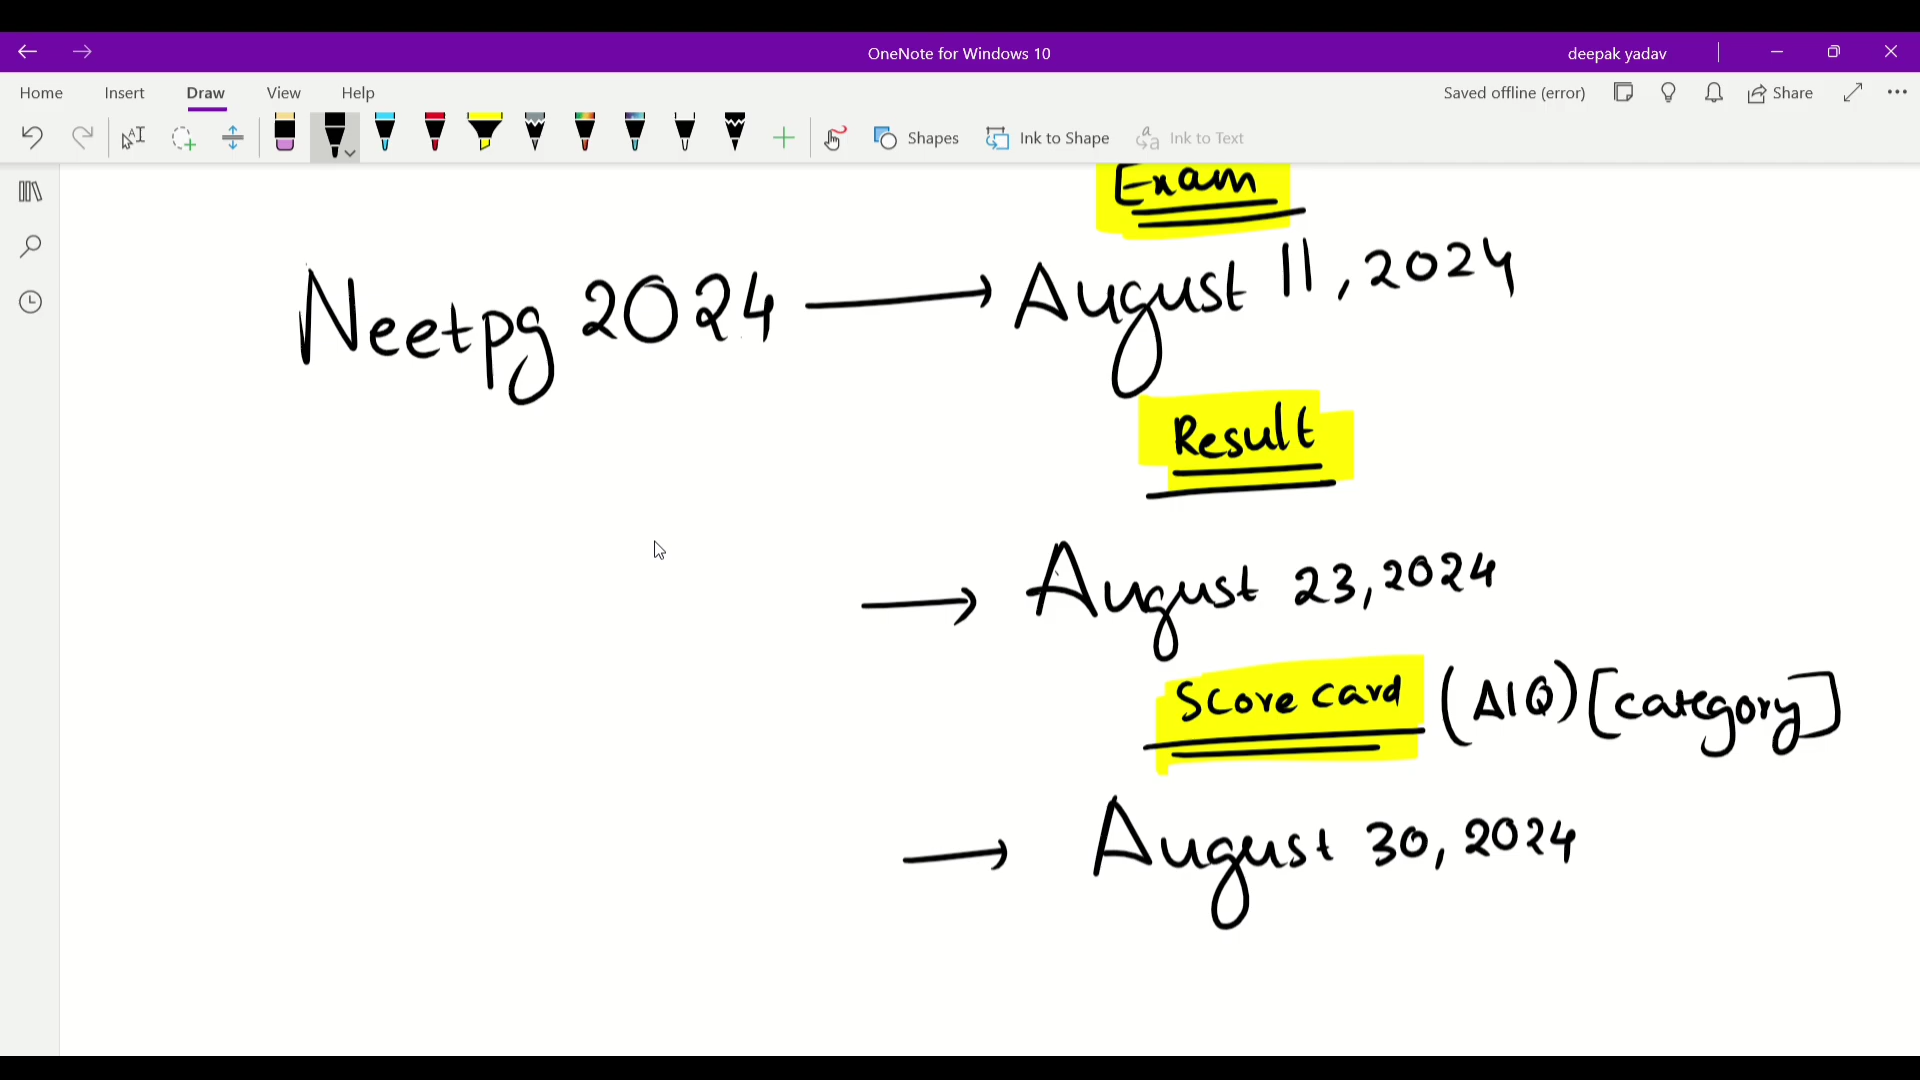 OneNote for Windows 10
deepak yadav
Home Insert Draw View Help
Saved offline (error)
Share
Shapes
Ink to Shape
Ink to Text
Exam
Neetpg 2024 → August 11, 2024
Result
→ August 23, 2024
Score card (AIQ) [category]
→ August 30, 2024